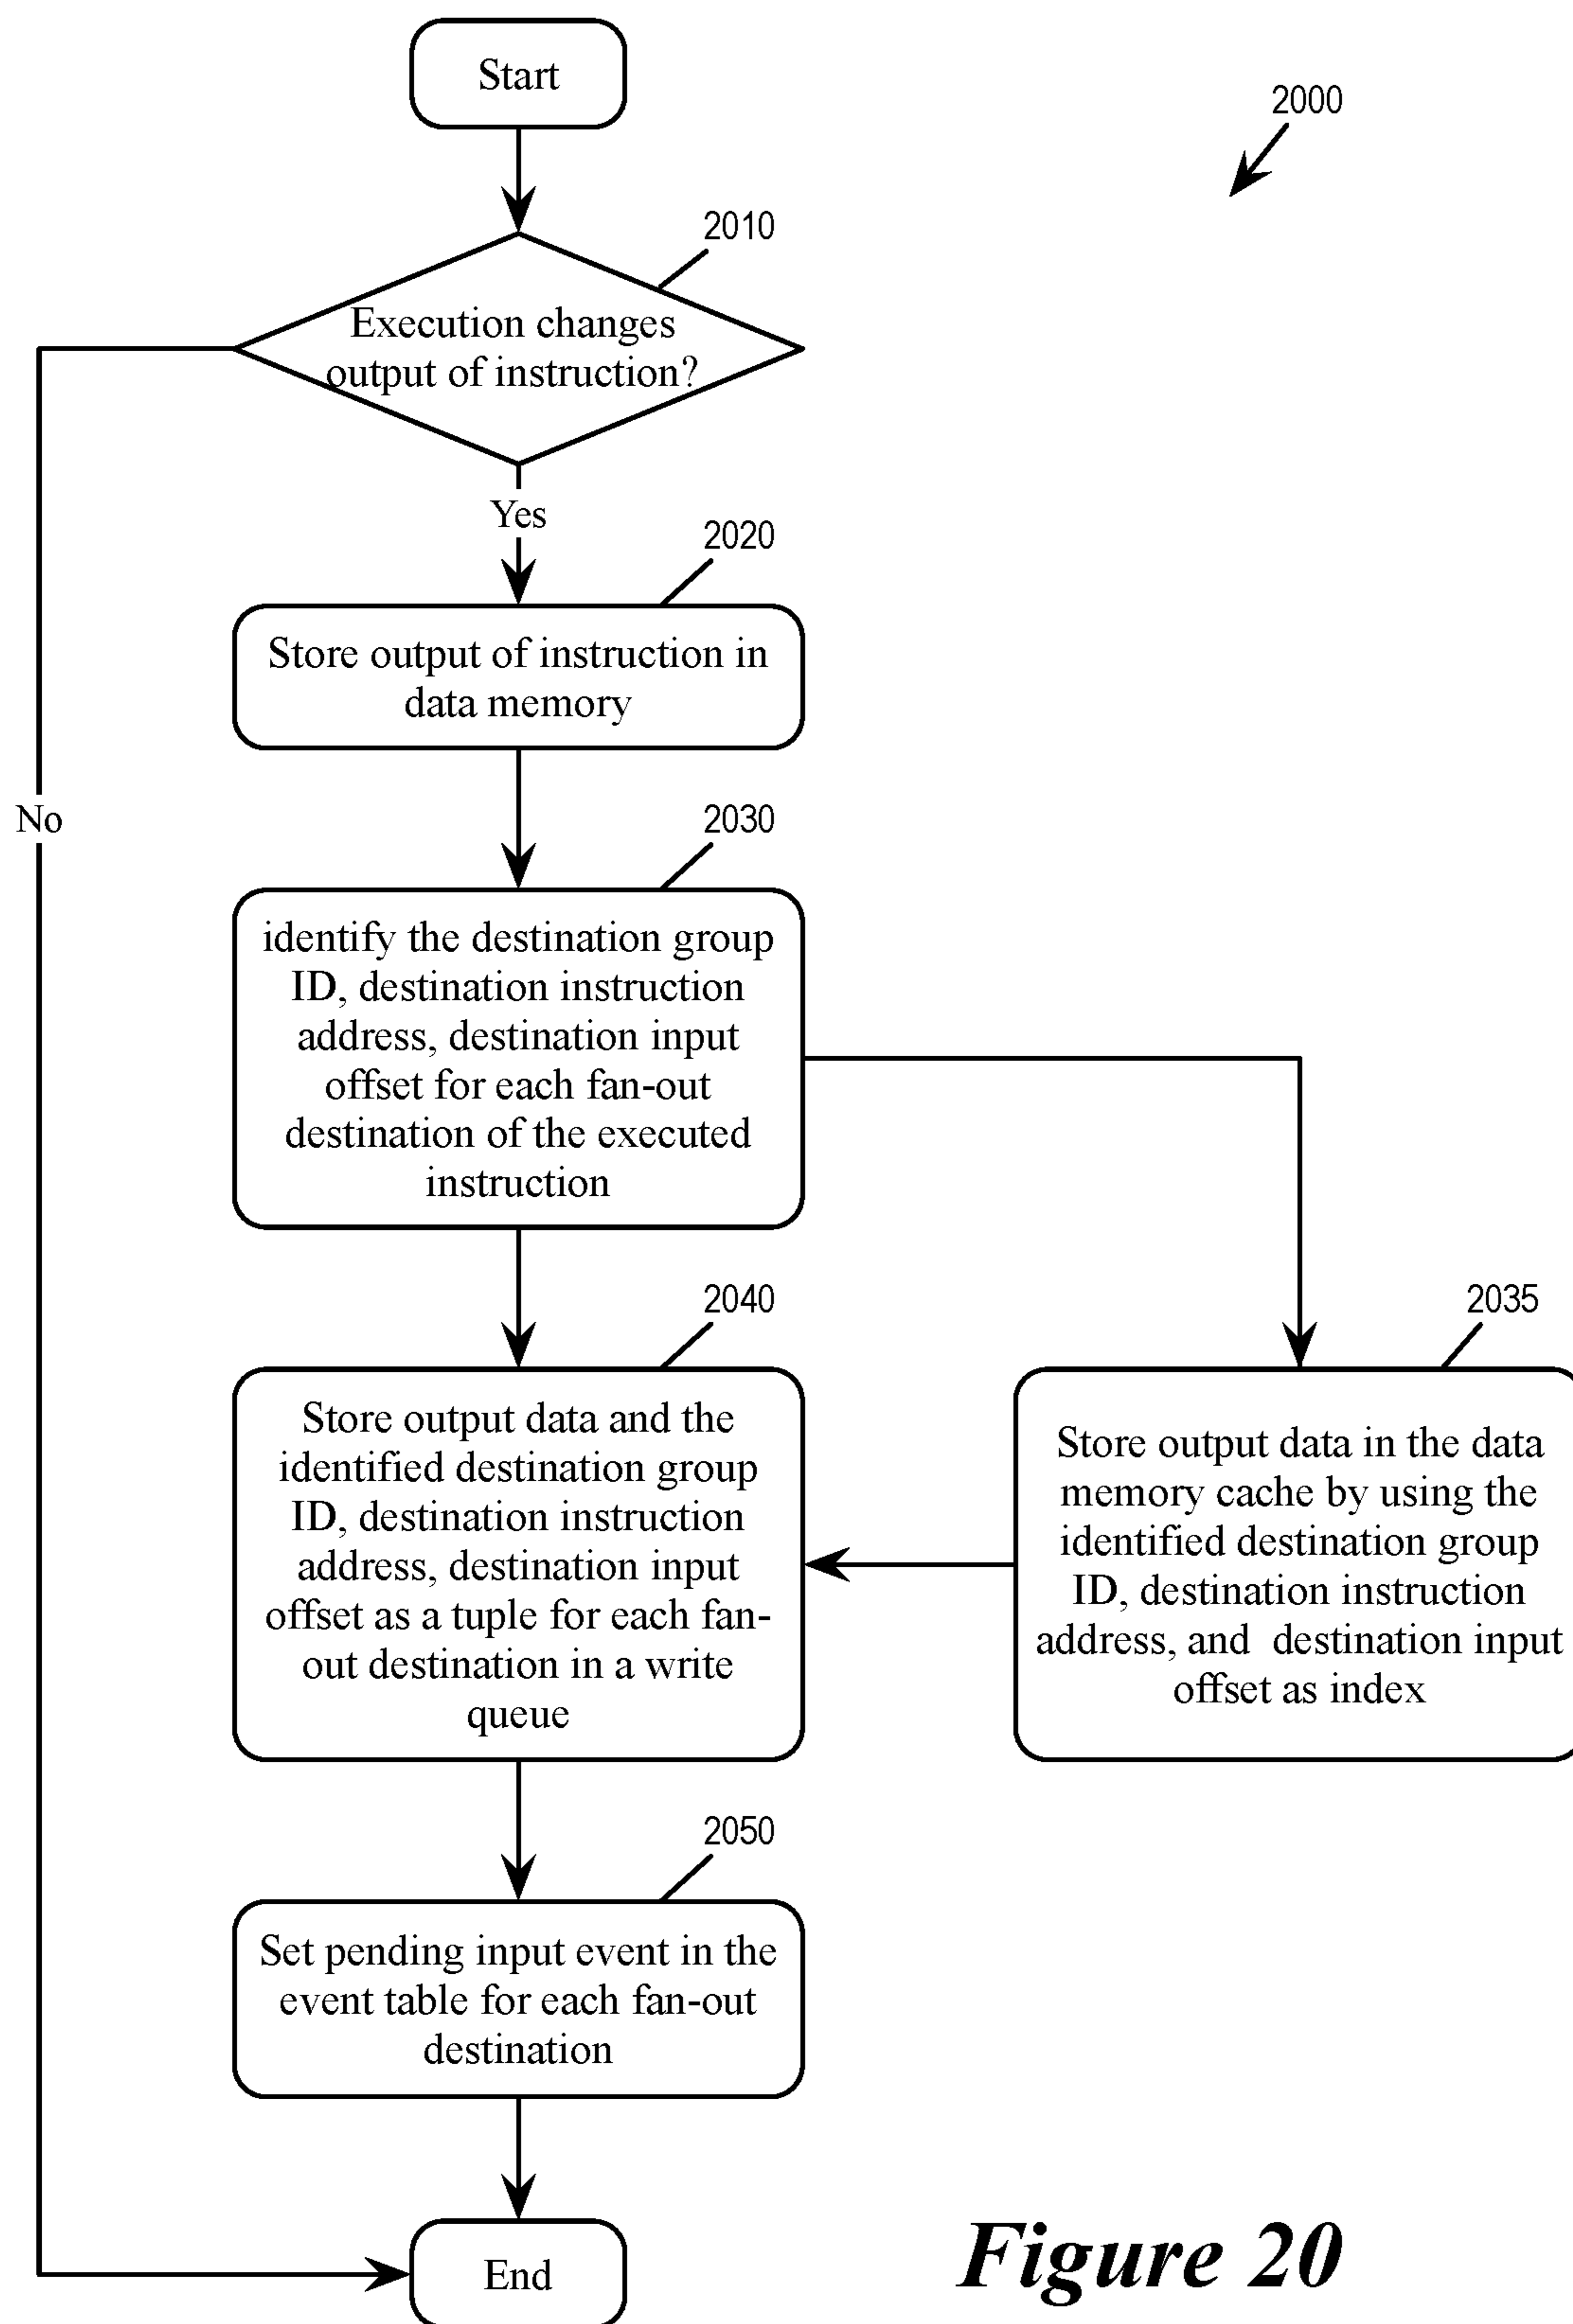 Start
2000
2010
Execution changes
output of instruction?
Yes
2020
Store output of instruction in
data memory
No
2030
identify the destination group
ID, destination instruction
address, destination input
offset for each fan-out
destination of the executed
instruction
2040
Store output data and the
identified destination group
ID, destination instruction
address, destination input
offset as a tuple for each fan-
out destination in a write
queue
2035
Store output data in the data
memory cache by using the
identified destination group
ID, destination instruction
address, and  destination input
offset as index
2050
Set pending input event in the
event table for each fan-out
destination
End
Figure 20